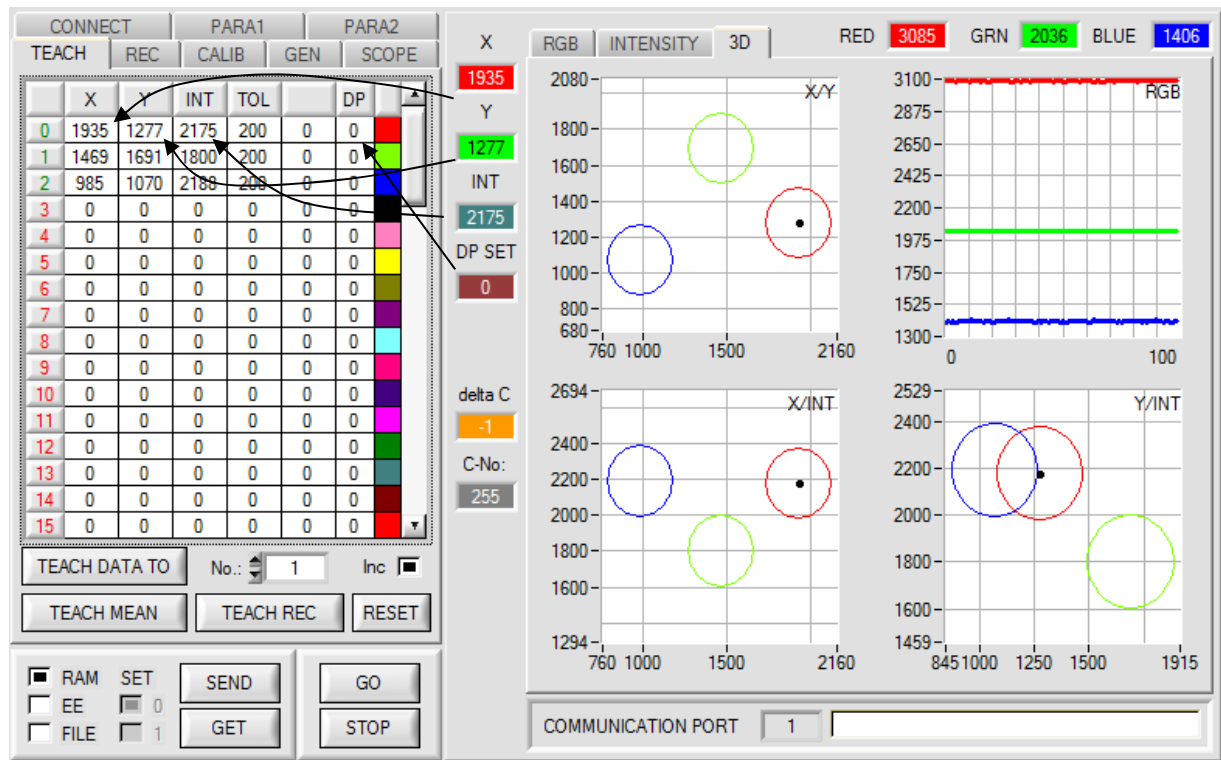 CONNECT PARA1 PARA2
TEACH REC CALIB GEN SCOPE
X Y INT TOL DP
0 1935 1277 2175 200 0 0
1 1469 1691 1800 200 0 0
2 985 1070 2188 200 0 0
3 0 0 0 0 0 0
4 0 0 0 0 0 0
5 0 0 0 0 0 0
6 0 0 0 0 0 0
7 0 0 0 0 0 0
8 0 0 0 0 0 0
9 0 0 0 0 0 0
10 0 0 0 0 0 0
11 0 0 0 0 0 0
12 0 0 0 0 0 0
13 0 0 0 0 0 0
14 0 0 0 0 0 0
15 0 0 0 0 0 0
TEACH DATA TO No.: 1 Inc
TEACH MEAN TEACH REC RESET
RAM SET SEND GO
EE 0
FILE 1 GET STOP
X
1935
Y
1277
INT
2175
DP SET
0
delta C
-1
C-No:
255
RGB INTENSITY 3D RED 3085 GRN 2036 BLUE 1406
X/Y
2080
1800
1600
1400
1200
1000
800
680
760 1000 1500 2160
RGB
3100
2875
2650
2425
2200
1975
1750
1525
1300
0 100
X/INT
2694
2400
2200
2000
1800
1600
1294
760 1000 1500 2160
Y/INT
2529
2400
2200
2000
1800
1600
1459
845 1000 1250 1500 1915
COMMUNICATION PORT 1